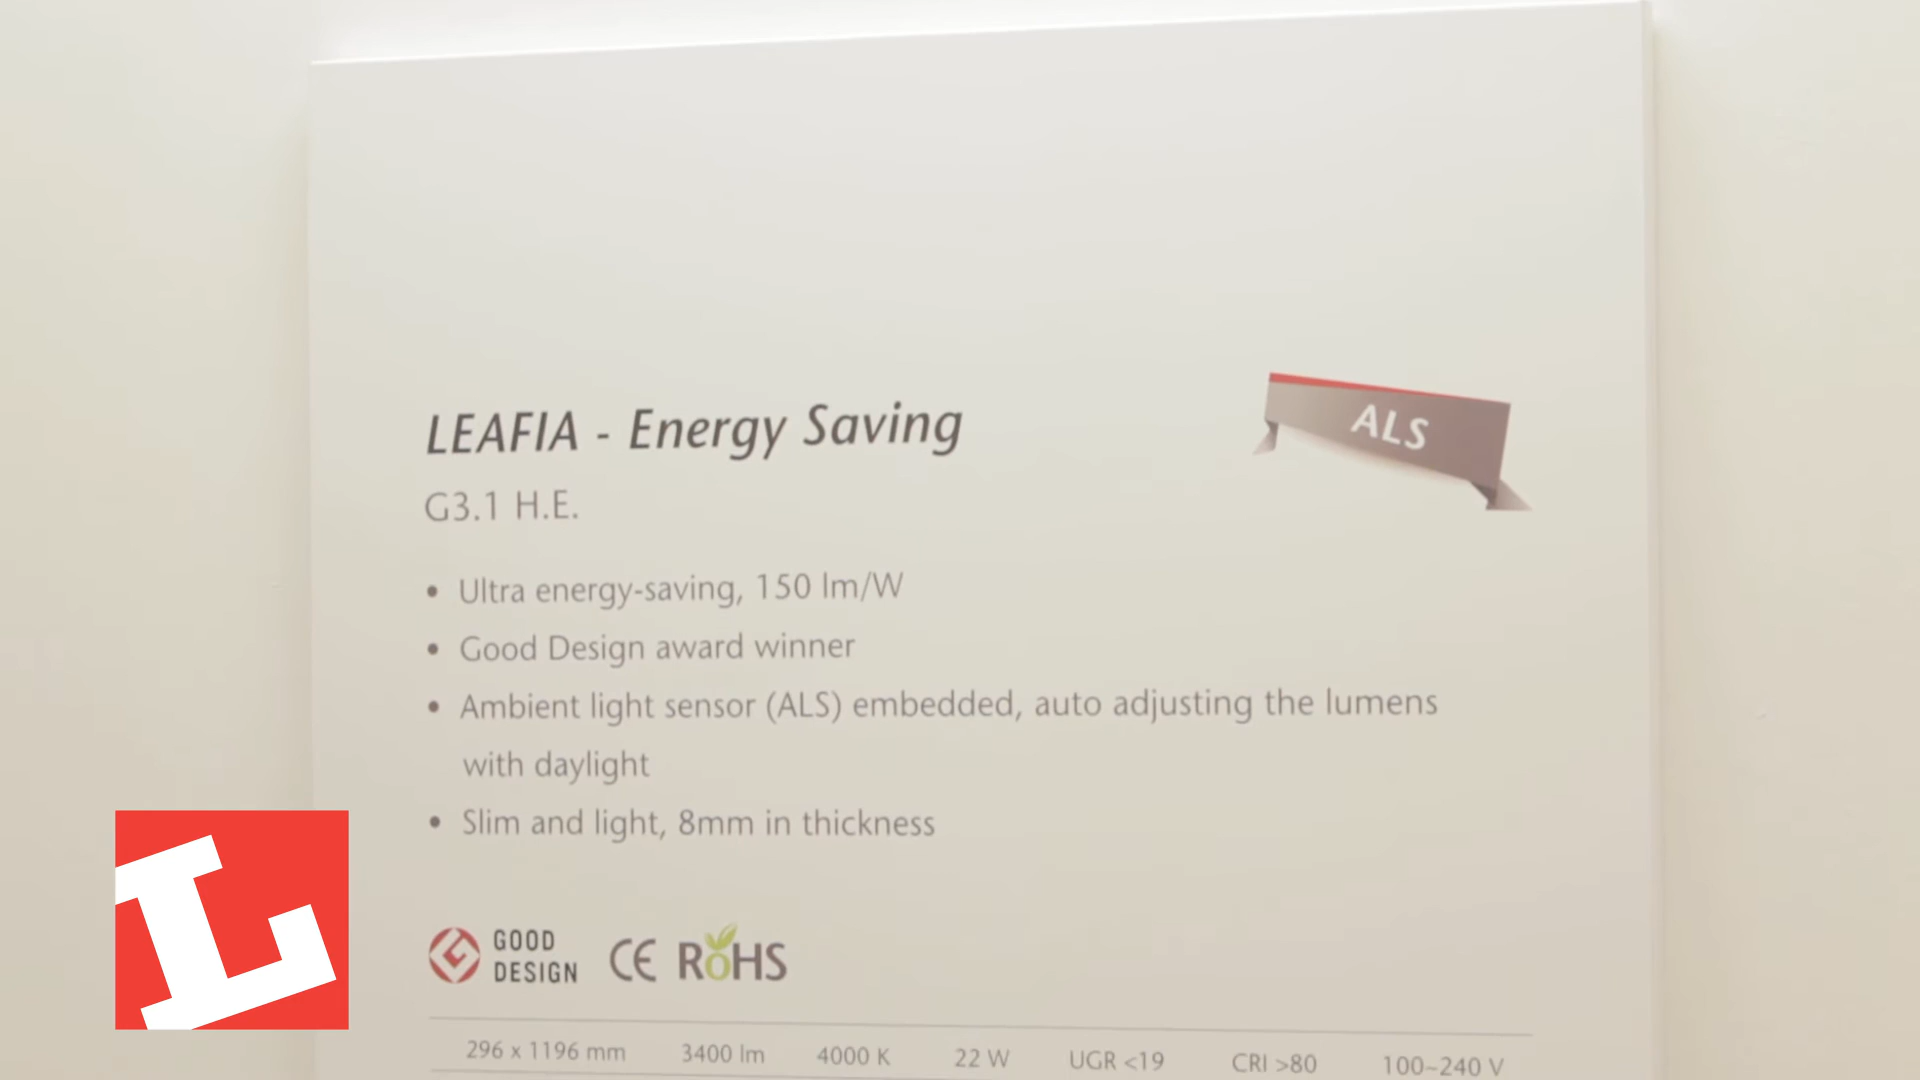 LEAFIA - Energy Saving
ALS
G3.1 H.E.
• Ultra energy-saving, 150 lm/W
• Good Design award winner
• Ambient light sensor (ALS) embedded, auto adjusting the lumens
with daylight
• Slim and light, 8mm in thickness
GOOD
DESIGN
CE RoHS
296 x 1196 mm 3400 lm 4000 K 22 W UGR <19 CRI >80 100~240 V
L